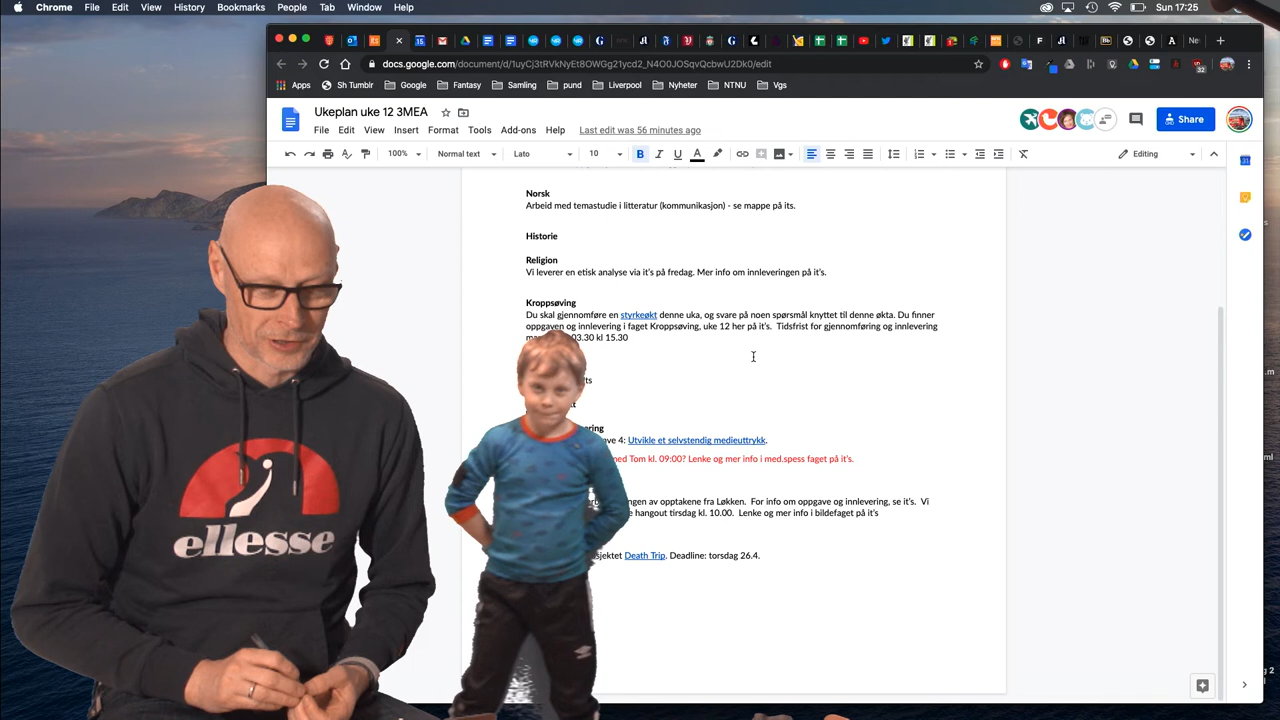 Chrome File Edit View History Bookmarks People Tab Window Help
Sun 17:25
docs.google.com/document/d/1uyCj3tRVkNyEt8OWGg21ycd2_N4O0JOSqvQcbwU2Dk0/edit
Apps Sh Tumling Google Fantasy pund Liverpool Nyheter NTNU Vgs
Ukeplan uke 12 3MEA
File Edit View Insert Format Tools Add-ons Help Last edit was 56 minutes ago
Share
100% Normal text Lato 10 B I U A Editing
Norsk
Arbeid med temastudie i litteratur (kommunikasjon) - se mappe på its.
Historie
Religion
Vi leverer en etisk analyse via it's på fredag. Mer info om innleveringen på it's.
Kroppsøving
Du skal gjennomføre en styrkeøkt denne uka, og svare på noen spørsmål knyttet til denne økta. Du finner
oppgaven og innlevering i faget Kroppsøving, uke 12 her på it's. Tidsfrist for gjennomføring og innlevering
03.30 kl 15.30
4: Utvikle et selvstendig medieuttrykk.
med Tom kl. 09:00? Lenke og mer info i med.spess faget på it's.
av opptakene fra Løkken. For info om oppgave og innlevering, se it's. Vi
hangout tirsdag kl. 10.00. Lenke og mer info i bildefaget på it's
Death Trip. Deadline: torsdag 26.4.
ellesse